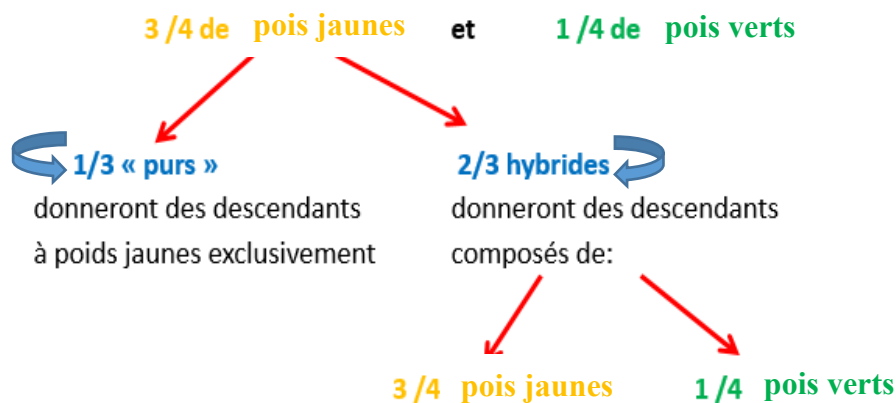 3 /4 de pois jaunes et 1 /4 de pois verts
1/3 « purs »
donneront des descendants
à poids jaunes exclusivement
2/3 hybrides
donneront des descendants
composés de:
3 /4 pois jaunes 1 /4 pois verts